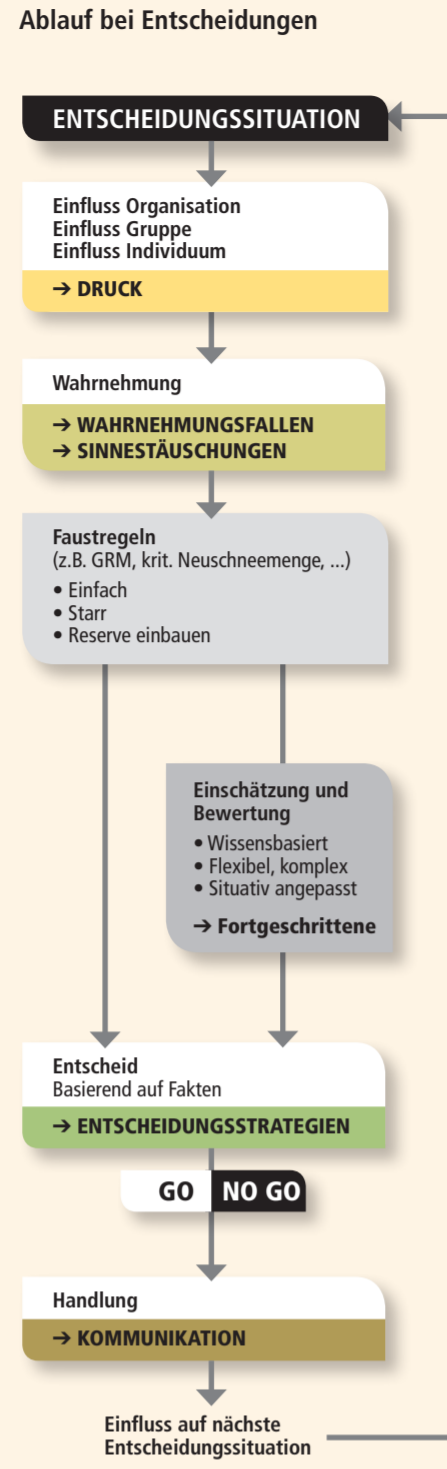 Ablauf bei Entscheidungen
ENTSCHEIDUNGSSITUATION
Einfluss Organisation
Einfluss Gruppe
Einfluss Individuum
➔ DRUCK
Wahrnehmung
➔ WAHRNEHMUNGSFALLEN
➔ SINNESTÄUSCHUNGEN
Faustregeln
(z.B. GRM, krit. Neuschneemenge, ...)
• Einfach
• Starr
• Reserve einbauen
Einschätzung und
Bewertung
• Wissensbasiert
• Flexibel, komplex
• Situativ angepasst
➔ Fortgeschrittene
Entscheid
Basierend auf Fakten
➔ ENTSCHEIDUNGSSTRATEGIEN
GO NO GO
Handlung
➔ KOMMUNIKATION
Einfluss auf nächste
Entscheidungssituation